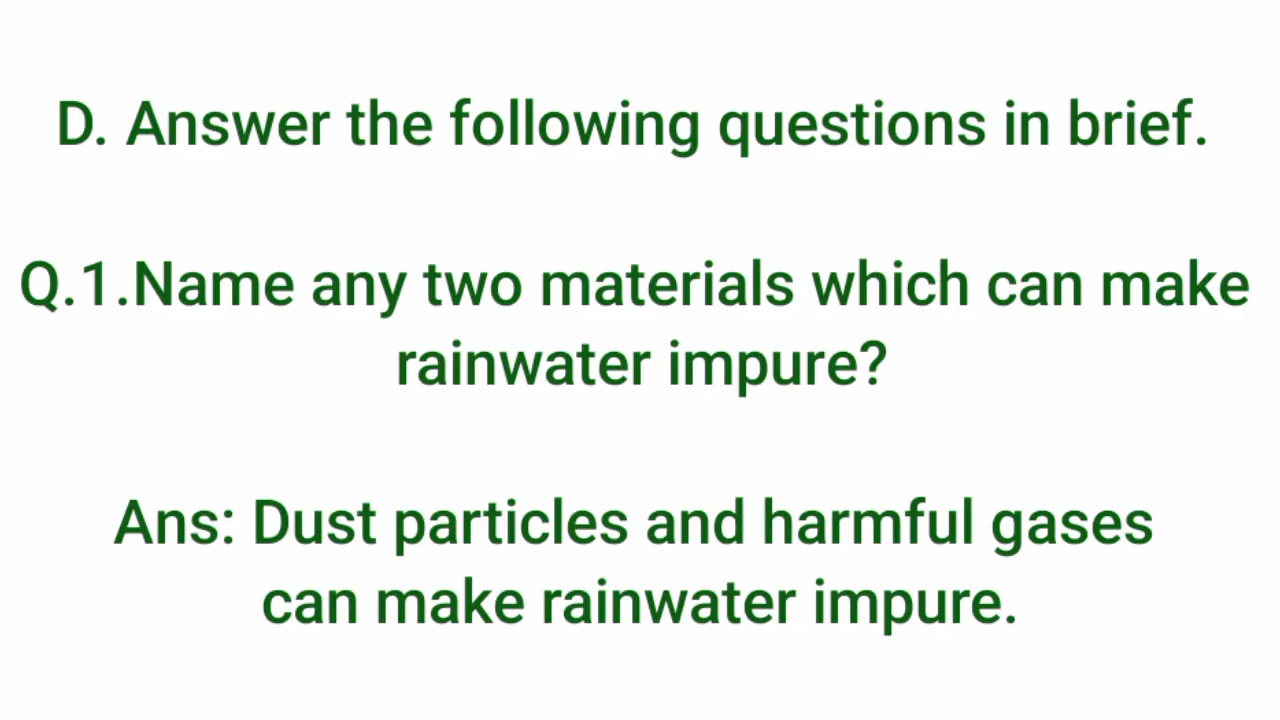 D. Answer the following questions in brief.
Q.1.Name any two materials which can make
rainwater impure?
Ans: Dust particles and harmful gases
can make rainwater impure.